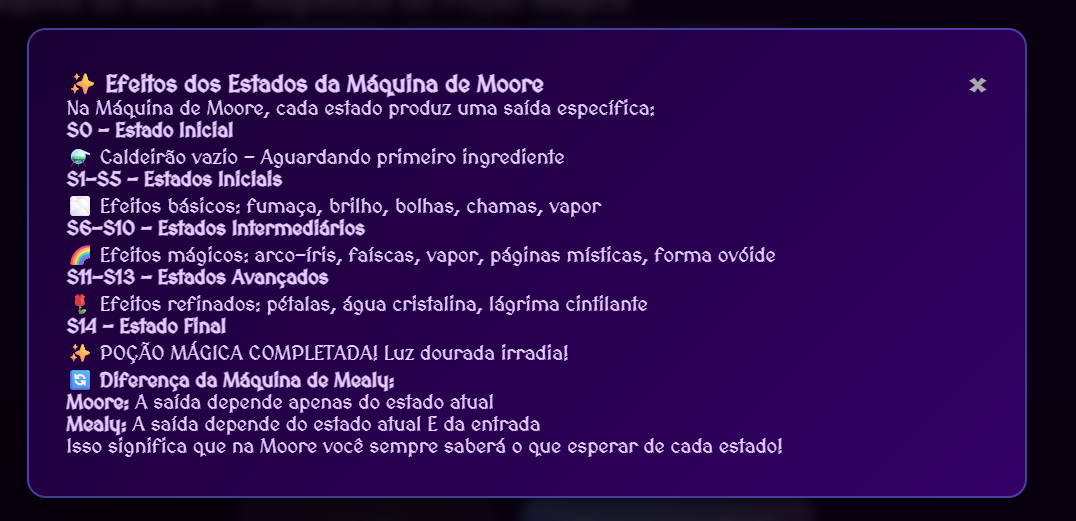 ✨ Efeitos dos Estados da Máquina de Moore
✖
Na Máquina de Moore, cada estado produz uma saída específica:
S0 - Estado Inicial
Caldeirão vazio - Aguardando primeiro ingrediente
S1-S5 - Estados Iniciais
Efeitos básicos: fumaça, brilho, bolhas, chamas, vapor
S6-S10 - Estados Intermediários
🌈 Efeitos mágicos: arco-íris, faíscas, vapor, páginas místicas, forma ovóide
S11-S13 - Estados Avançados
🌹 Efeitos refinados: pétalas, água cristalina, lágrima cintilante
S14 - Estado Final
✨ POÇÃO MÁGICA COMPLETADA! Luz dourada irradia!
🔄 Diferença da Máquina de Mealy:
Moore: A saída depende apenas do estado atual
Mealy: A saída depende do estado atual E da entrada
Isso significa que na Moore você sempre saberá o que esperar de cada estado!